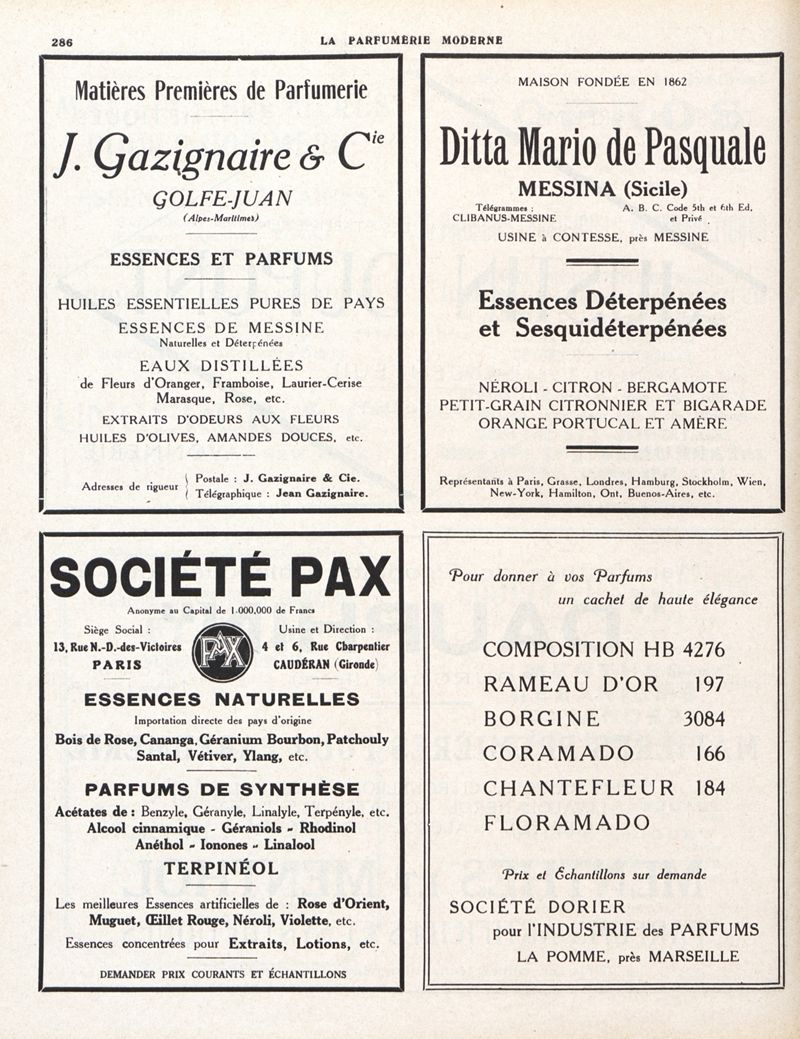 286
LA PARFUMERIE MODERNE
Matières Premières de Parfumerie
J. Gazignaire & Cie
GOLFE-JUAN
(Alpes-Maritimes)
ESSENCES ET PARFUMS
HUILES ESSENTIELLES PURES DE PAYS
ESSENCES DE MESSINE
Naturelles et Déterpénées
EAUX DISTILLÉES
de Fleurs d'Oranger, Framboise, Laurier-Cerise
Marasque, Rose, etc.
EXTRAITS D'ODEURS AUX FLEURS
HUILES D'OLIVES, AMANDES DOUCES, etc.
Adresses de rigueur
Postale : J. Gazignaire & Cie.
Télégraphique : Jean Gazignaire.
MAISON FONDÉE EN 1862
Ditta Mario de Pasquale
MESSINA (Sicile)
Télégrammes :
CLIBANUS-MESSINE
A. B. C. Code 5th et 6th Ed.
et Privé
USINE à CONTESSE, près MESSINE
Essences Déterpénées
et Sesquidéterpénées
NÉROLI - CITRON - BERGAMOTE
PETIT-GRAIN CITRONNIER ET BIGARADE
ORANGE PORTUCAL ET AMÈRE
Représentants à Paris, Grasse, Londres, Hamburg, Stockholm, Wien,
New-York, Hamilton, Ont, Buenos-Aires, etc.
SOCIÉTÉ PAX
Anonyme au Capital de 1.000,000 de Francs
Siège Social :
13, Rue N.-D.-des-Victoires
PARIS
PAX
Usine et Direction :
4 et 6, Rue Charpentier
CAUDÉRAN (Gironde)
ESSENCES NATURELLES
Importation directe des pays d'origine
Bois de Rose, Cananga, Géranium Bourbon, Patchouly
Santal, Vétiver, Ylang, etc.
PARFUMS DE SYNTHÈSE
Acétates de : Benzyle, Géranyle, Linalyle, Terpényle, etc.
Alcool cinnamique - Géraniols - Rhodinol
Anéthol - Ionones - Linalool
TERPINÉOL
Les meilleures Essences artificielles de : Rose d'Orient,
Muguet, Œillet Rouge, Néroli, Violette, etc.
Essences concentrées pour Extraits, Lotions, etc.
DEMANDER PRIX COURANTS ET ÉCHANTILLONS
Pour donner à vos Parfums
un cachet de haute élégance
COMPOSITION HB 4276
RAMEAU D'OR 197
BORGINE 3084
CORAMADO 166
CHANTEFLEUR 184
FLORAMADO
Prix et Échantillons sur demande
SOCIÉTÉ DORIER
pour l'INDUSTRIE des PARFUMS
LA POMME, près MARSEILLE